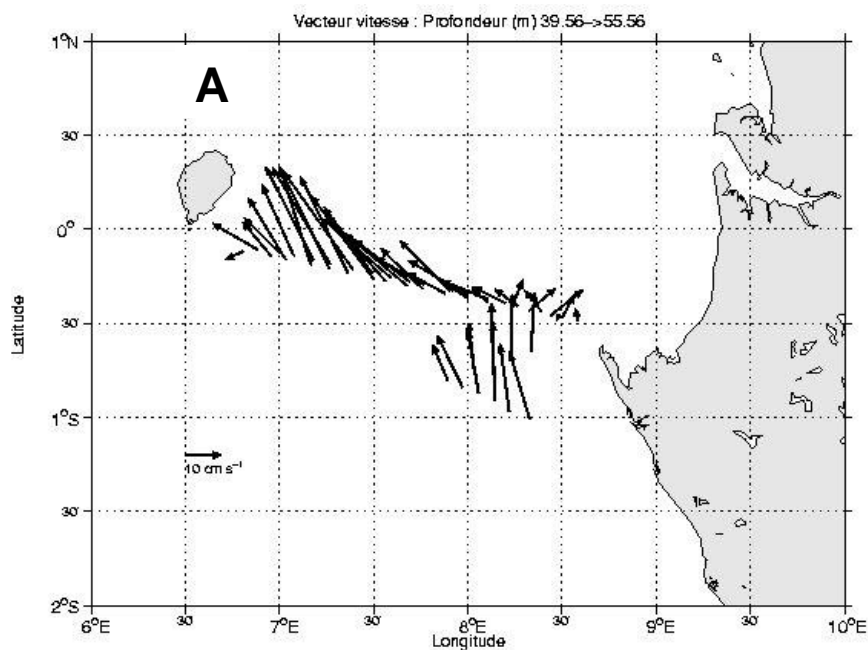 Vecteur vitesse : Profondeur (m) 39.56–>55.56
A
1°N
30'
0°
30'
1°S
30'
2°S
Latitude
10 cm s⁻¹
6°E 30' 7°E 30' 8°E 30' 9°E 30' 10°E
Longitude